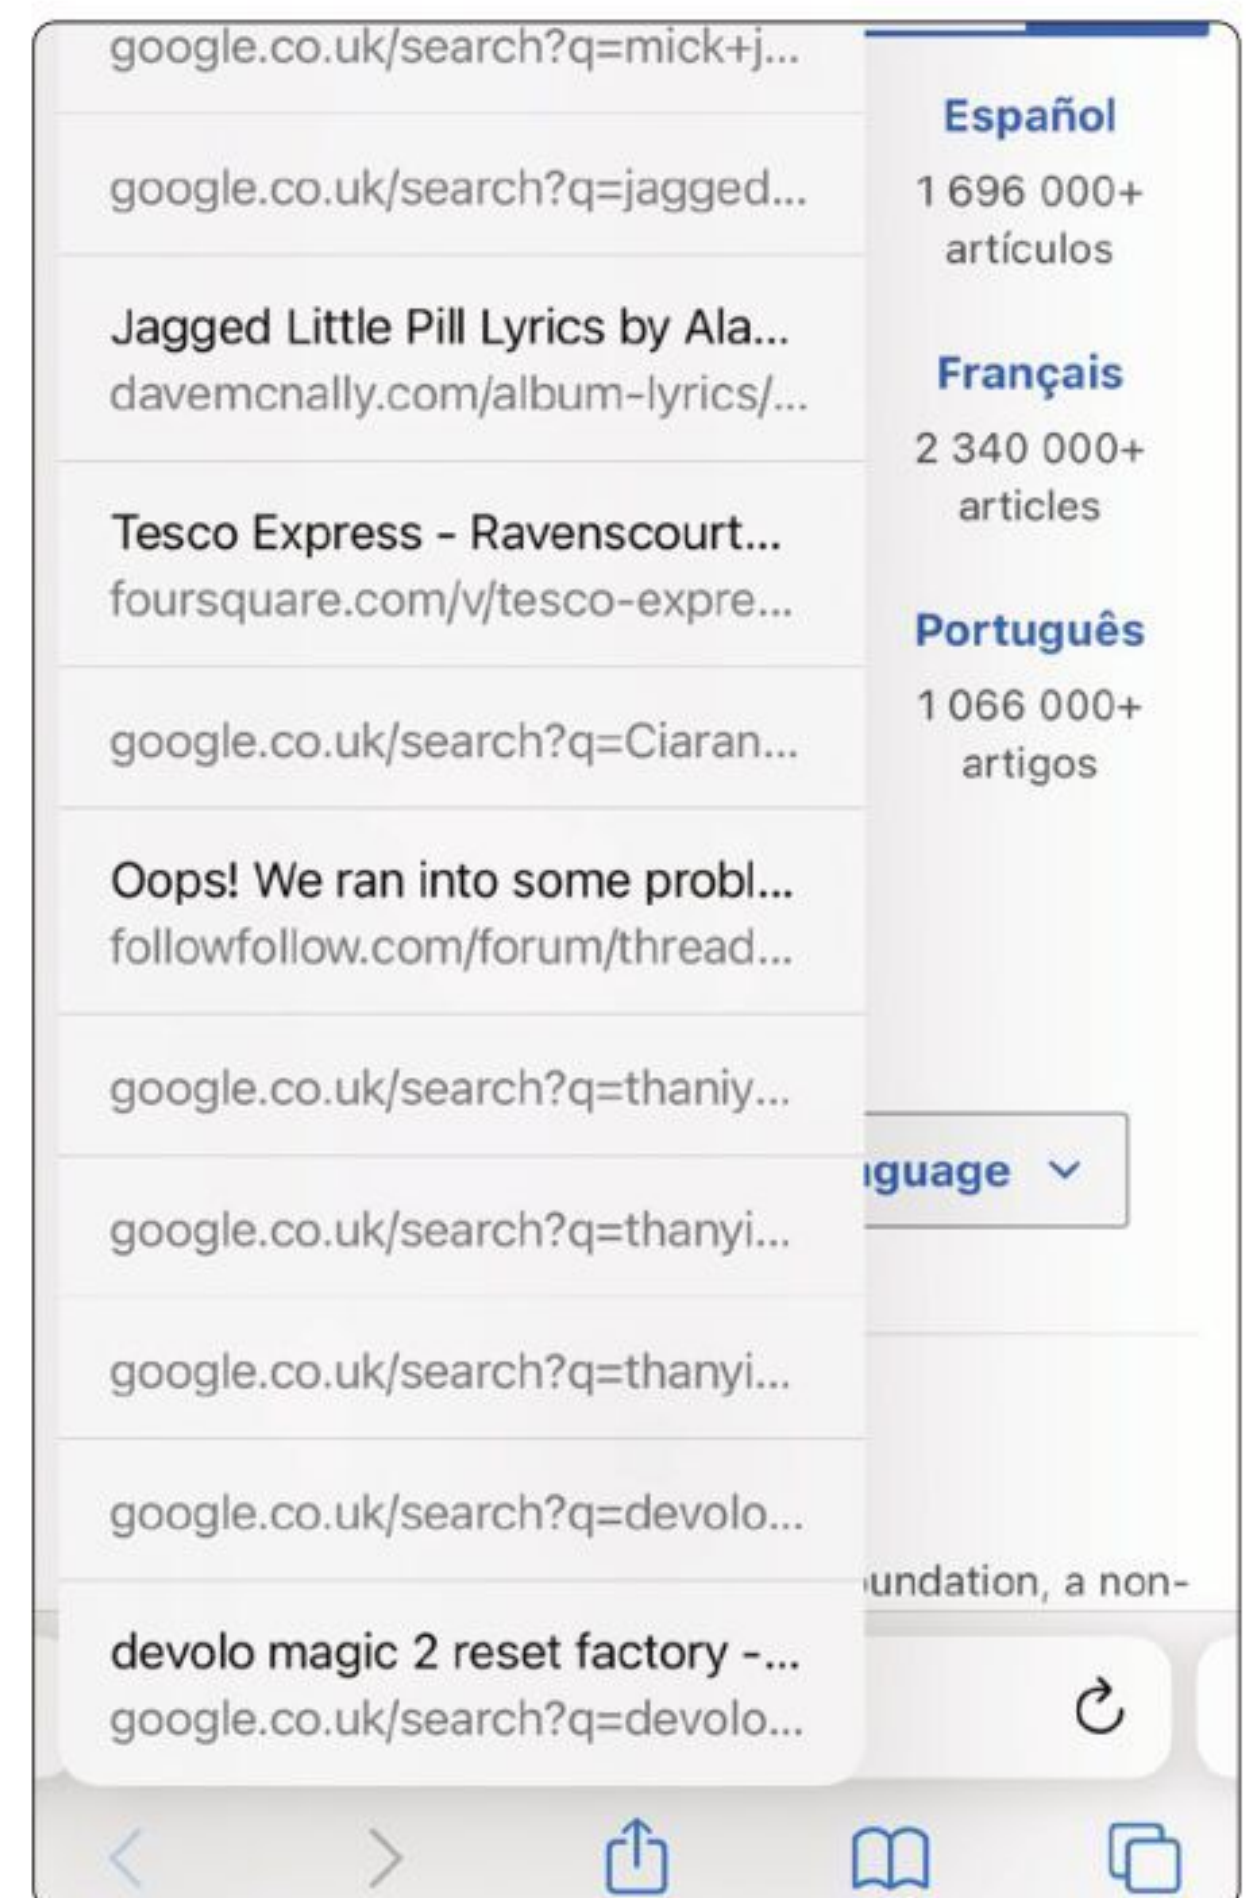 google.co.uk/search?q=mick+j...
google.co.uk/search?q=jagged...
Jagged Little Pill Lyrics by Ala...
davemcnally.com/album-lyrics/...
Tesco Express - Ravenscourt...
foursquare.com/v/tesco-expre...
google.co.uk/search?q=Ciaran...
Oops! We ran into some probl...
followfollow.com/forum/thread...
google.co.uk/search?q=thaniy...
google.co.uk/search?q=thanyi...
google.co.uk/search?q=thanyi...
google.co.uk/search?q=devolo...
devolo magic 2 reset factory -...
google.co.uk/search?q=devolo...
Español
1 696 000+
artículos
Français
2 340 000+
articles
Português
1 066 000+
artigos
guage
undation, a non-